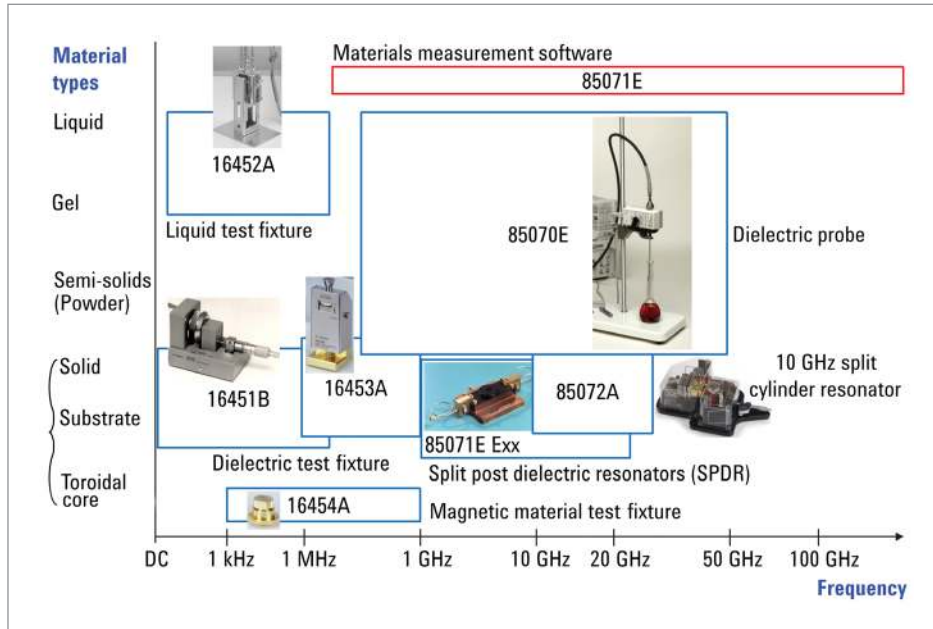 Material
types
Materials measurement software
85071E
Liquid
16452A
Gel
Liquid test fixture
85070E
Dielectric probe
Semi-solids
(Powder)
Solid
16451B
16453A
85072A
10 GHz split
cylinder resonator
Substrate
85071E Exx
Dielectric test fixture
Split post dielectric resonators (SPDR)
Toroidal
core
16454A
Magnetic material test fixture
DC 1 kHz 1 MHz 1 GHz 10 GHz 20 GHz 50 GHz 100 GHz
Frequency